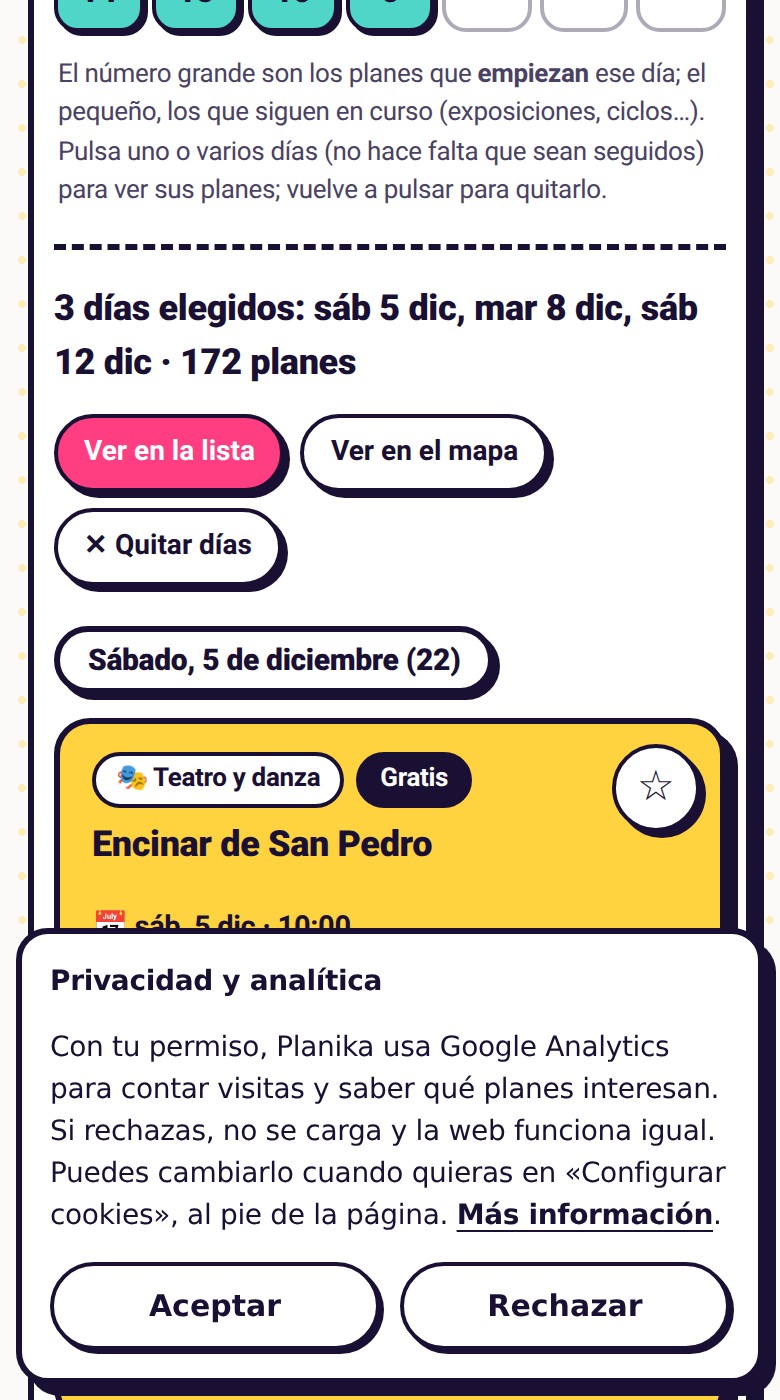 El número grande son los planes que empiezan ese día; el
pequeño, los que siguen en curso (exposiciones, ciclos…).
Pulsa uno o varios días (no hace falta que sean seguidos)
para ver sus planes; vuelve a pulsar para quitarlo.
3 días elegidos: sáb 5 dic, mar 8 dic, sáb
12 dic · 172 planes
Ver en la lista
Ver en el mapa
✕ Quitar días
Sábado, 5 de diciembre (22)
🎭 Teatro y danza
Gratis
☆
Encinar de San Pedro
📅 sáb, 5 dic · 10:00
Privacidad y analítica
Con tu permiso, Planika usa Google Analytics
para contar visitas y saber qué planes interesan.
Si rechazas, no se carga y la web funciona igual.
Puedes cambiarlo cuando quieras en «Configurar
cookies», al pie de la página. Más información.
Aceptar
Rechazar